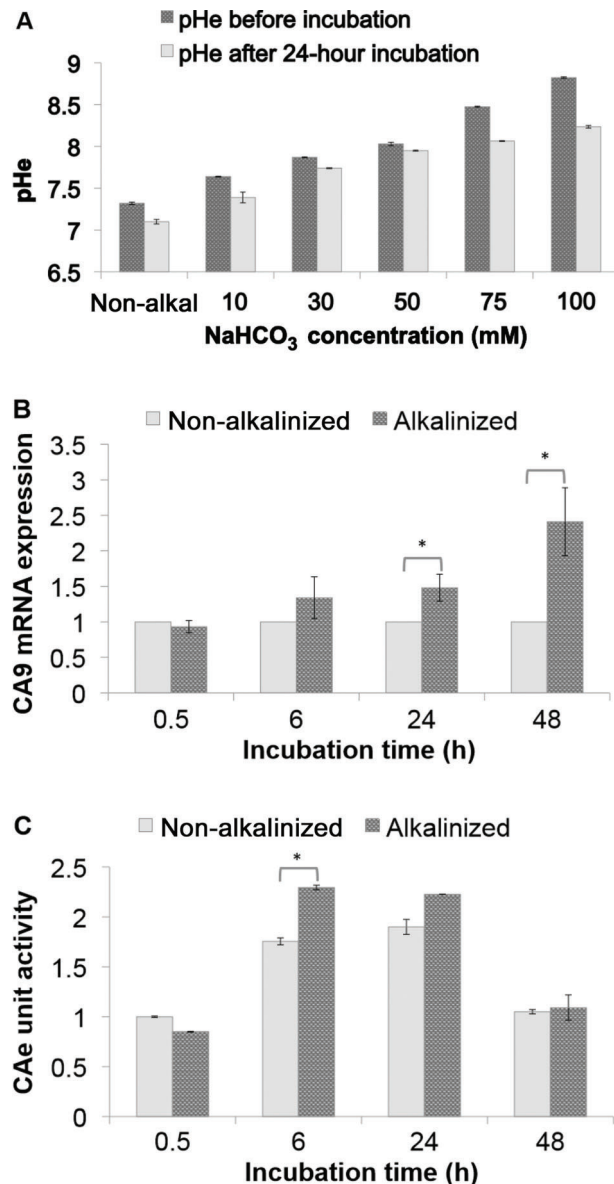 A
pHe before incubation
pHe after 24-hour incubation
9
8.5
8
7.5
7
6.5
pHe
Non-alkal 10 30 50 75 100
NaHCO₃ concentration (mM)
B
Non-alkalinized Alkalinized
3.5
3
2.5
2
1.5
1
0.5
0
CA9 mRNA expression
*
*
0.5 6 24 48
Incubation time (h)
C
Non-alkalinized Alkalinized
2.5
2
1.5
1
0.5
0
CAe unit activity
*
0.5 6 24 48
Incubation time (h)